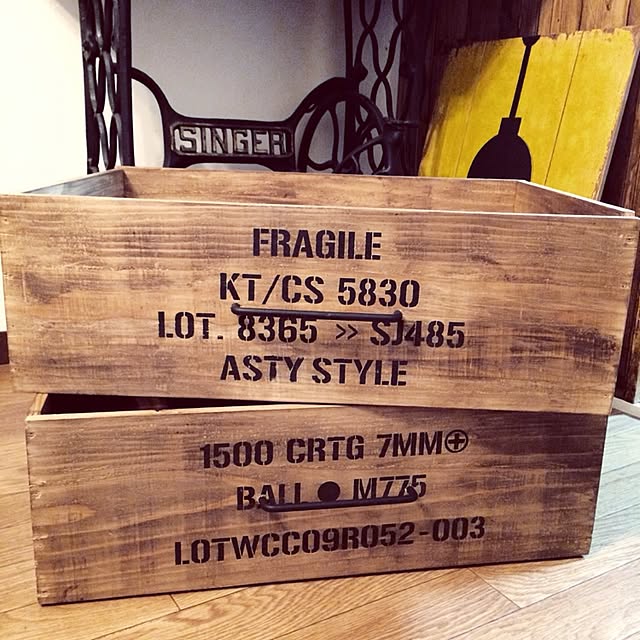 SINGER
FRAGILE
KT/CS 5830
LOT. 8365 >> SJ485
ASTY STYLE
1500 CRTG 7MM⊕
BALL ● M775
LOTWCC09R052-003